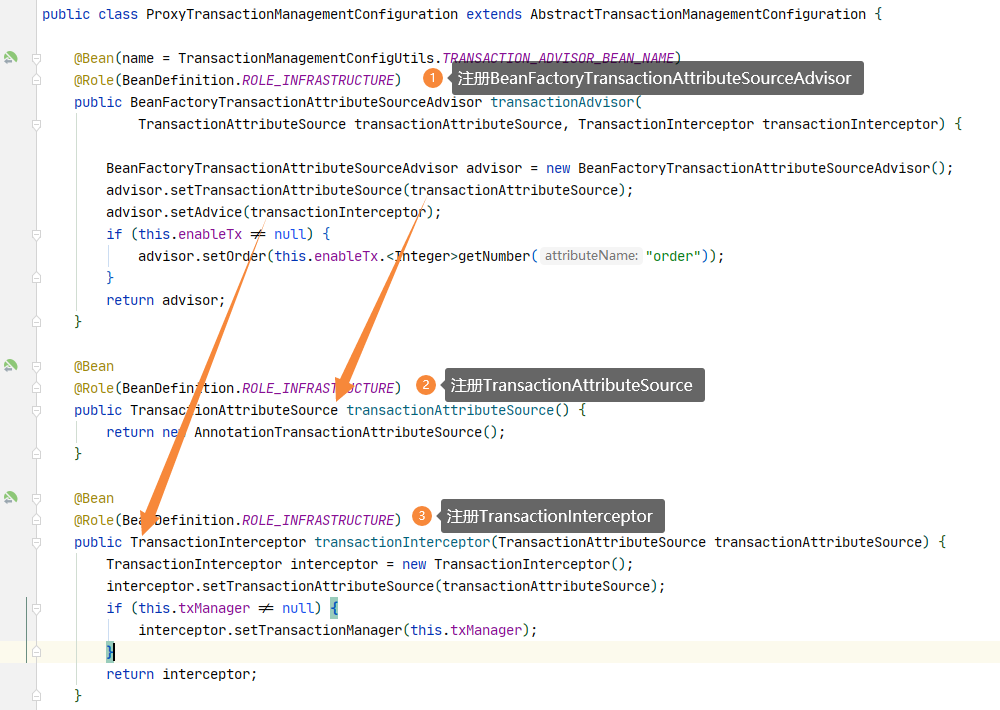 public class ProxyTransactionManagementConfiguration extends AbstractTransactionManagementConfiguration {
@Bean(name = TransactionManagementConfigUtils.TRANSACTION_ADVISOR_BEAN_NAME)
@Role(BeanDefinition.ROLE_INFRASTRUCTURE) 1 注册BeanFactoryTransactionAttributeSourceAdvisor
public BeanFactoryTransactionAttributeSourceAdvisor transactionAdvisor(
TransactionAttributeSource transactionAttributeSource, TransactionInterceptor transactionInterceptor) {
BeanFactoryTransactionAttributeSourceAdvisor advisor = new BeanFactoryTransactionAttributeSourceAdvisor();
advisor.setTransactionAttributeSource(transactionAttributeSource);
advisor.setAdvice(transactionInterceptor);
if (this.enableTx != null) {
advisor.setOrder(this.enableTx.<Integer>getNumber( attributeName: "order"));
}
return advisor;
}
@Bean
@Role(BeanDefinition.ROLE_INFRASTRUCTURE) 2 注册TransactionAttributeSource
public TransactionAttributeSource transactionAttributeSource() {
return new AnnotationTransactionAttributeSource();
}
@Bean
@Role(BeanDefinition.ROLE_INFRASTRUCTURE) 3 注册TransactionInterceptor
public TransactionInterceptor transactionInterceptor(TransactionAttributeSource transactionAttributeSource) {
TransactionInterceptor interceptor = new TransactionInterceptor();
interceptor.setTransactionAttributeSource(transactionAttributeSource);
if (this.txManager != null) {
interceptor.setTransactionManager(this.txManager);
}
return interceptor;
}